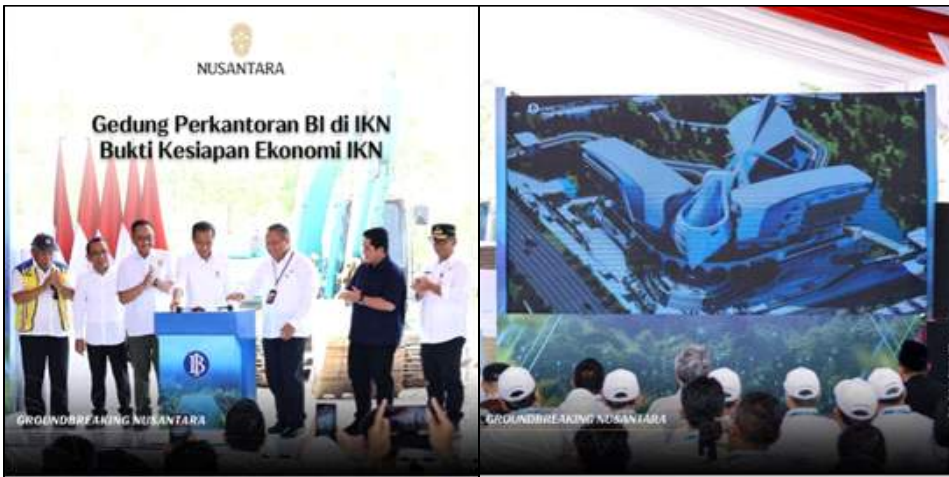 NUSANTARA
Gedung Perkantoran BI di IKN
Bukti Kesiapan Ekonomi IKN
GROUNDBREAKING NUSANTARA
GROUNDBREAKING NUSANTARA